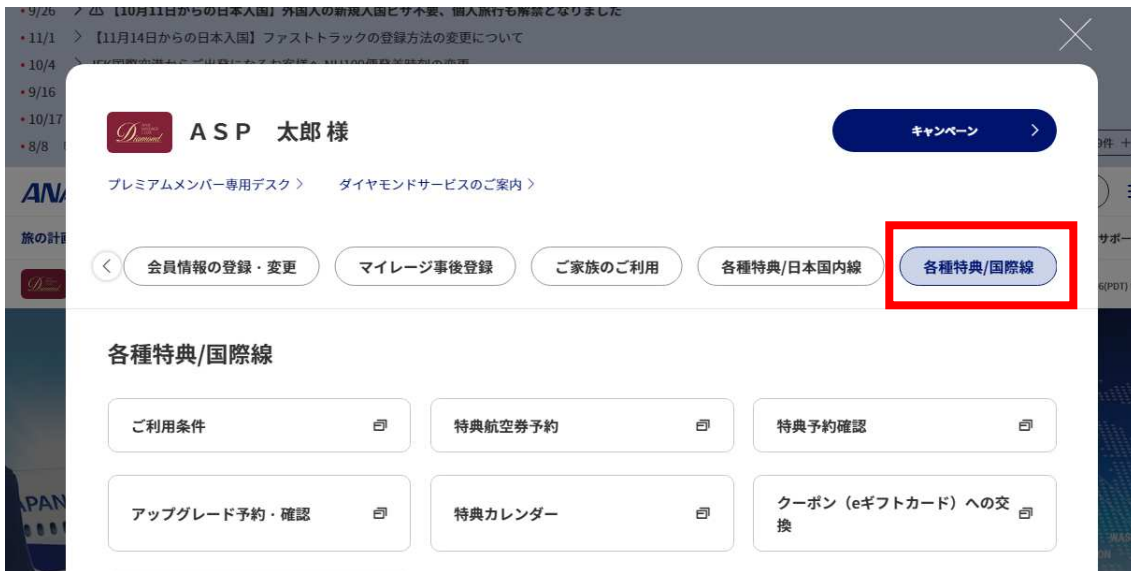 • 9/26 > ⚠ 【10月11日からの日本入国】外国人の新規入国ビザ不要、個人旅行も解禁となりました
• 11/1 > 【11月14日からの日本入国】ファストトラックの登録方法の変更について
• 10/4 >
• 9/16
• 10/17
• 8/8
Diamond ASP 太郎 様
キャンペーン >
プレミアムメンバー専用デスク > ダイヤモンドサービスのご案内 >
ANA
旅の計画
サポー
< 会員情報の登録・変更 マイレージ事後登録 ご家族のご利用 各種特典/日本国内線 各種特典/国際線
6(PDT)
各種特典/国際線
ご利用条件 特典航空券予約 特典予約確認
アップグレード予約・確認 特典カレンダー クーポン（eギフトカード）への交
換